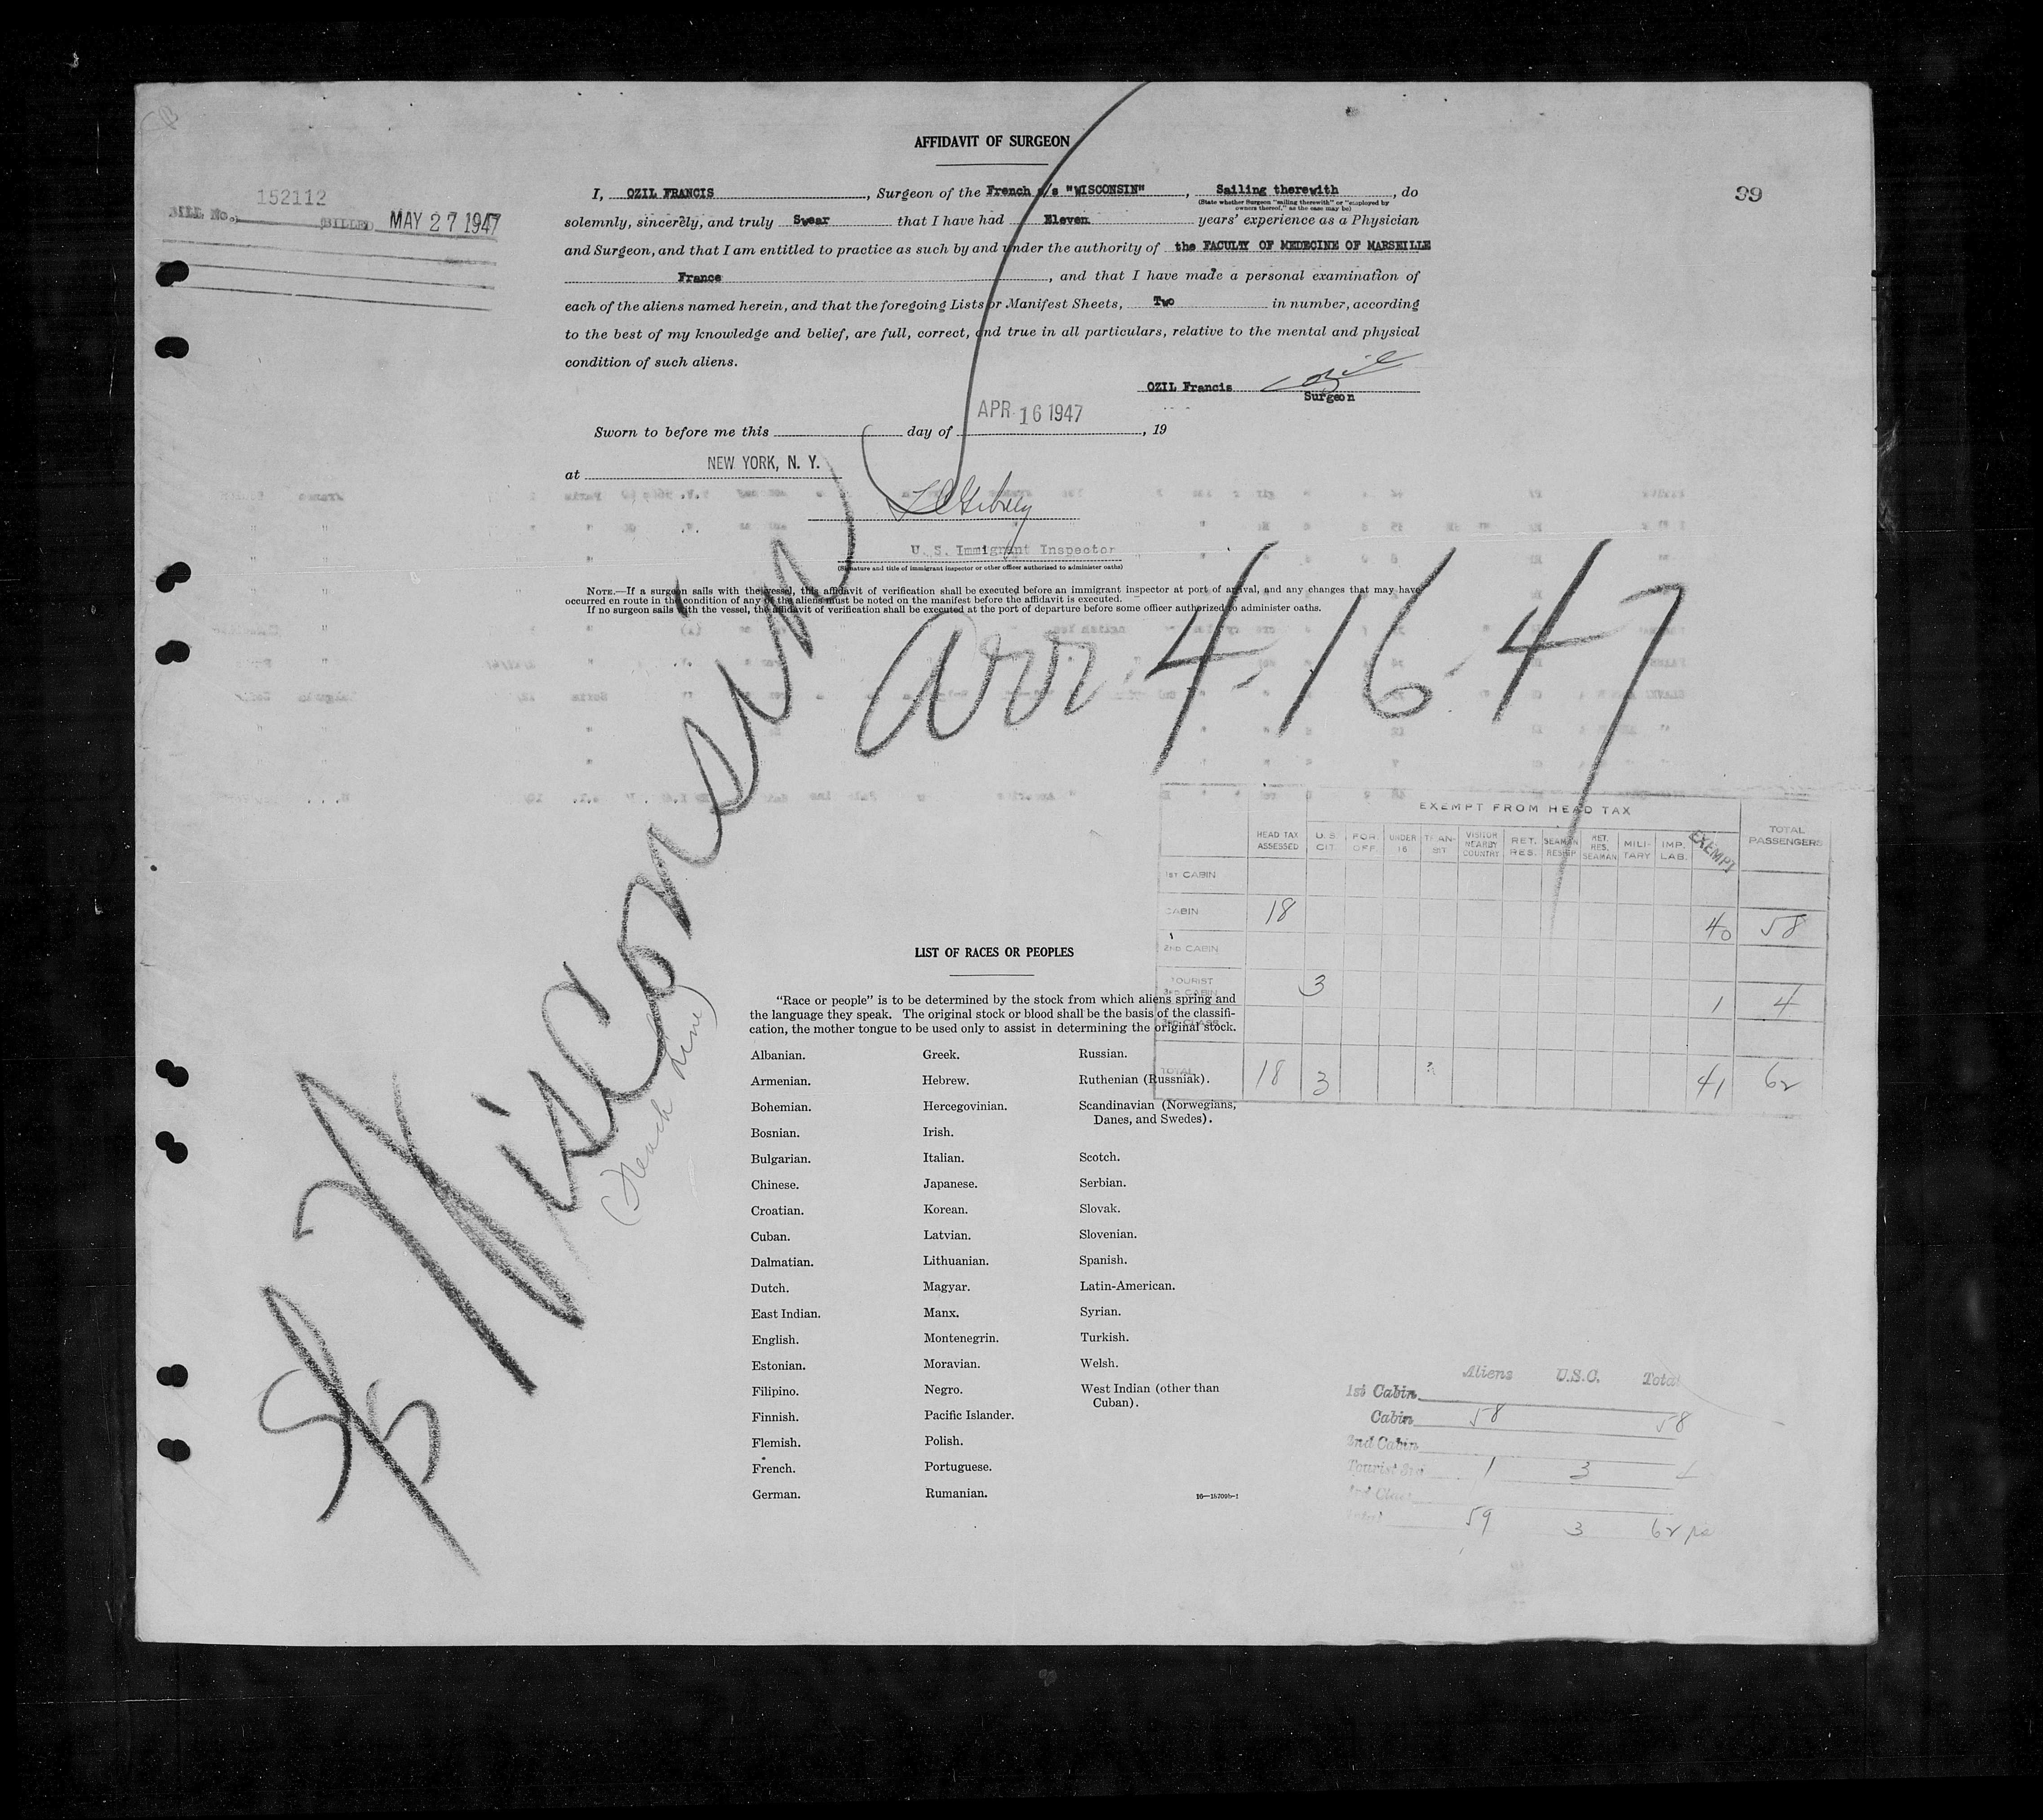 AFFIDAVIT OF SURGEON
99
152112
BILL No. BILLED MAY 27 1947
I, OZIL FRANCIS, Surgeon of the French s/s "WISCONSIN", Sailing therewith, do
(State whether Surgeon "sailing therewith" or "employed by
owners thereof," as the case may be)
solemnly, sincerely, and truly Swear that I have had Eleven years' experience as a Physician
and Surgeon, and that I am entitled to practice as such by and under the authority of the FACULTY OF MEDECINE OF MARSEILLE
France, and that I have made a personal examination of
each of the aliens named herein, and that the foregoing Lists or Manifest Sheets, Two in number, according
to the best of my knowledge and belief, are full, correct, and true in all particulars, relative to the mental and physical
condition of such aliens.
OZIL Francis Ozil
Surgeon
APR 16 1947
Sworn to before me this day of , 19
at NEW YORK, N. Y.
U. S. Immigrant Inspector
(Signature and title of immigrant inspector or other officer authorized to administer oaths)
NOTE.—If a surgeon sails with the vessel, this affidavit of verification shall be executed before an immigrant inspector at port of arrival, and any changes that may have
occurred en route in the condition of any of the aliens must be noted on the manifest before the affidavit is executed.
If no surgeon sails with the vessel, the affidavit of verification shall be executed at the port of departure before some officer authorized to administer oaths.
arr. 4-16-47
S/S Wisconsin
(French Line)
EXEMPT FROM HEAD TAX
HEAD TAX ASSESSED U.S. CIT. FOR. OFF. UNDER 16 TRANSIT VISITOR NEARBY COUNTRY RET. RES. SEAMAN RESHIP RET. RES. SEAMAN MILITARY IMP. LAB. EXEMPT TOTAL PASSENGERS
1ST CABIN
CABIN 18 40 58
2ND CABIN
TOURIST 3RD CABIN 3 1 4
3RD CLASS
TOTAL 18 3 41 62
LIST OF RACES OR PEOPLES
"Race or people" is to be determined by the stock from which aliens spring and
the language they speak. The original stock or blood shall be the basis of the classifi-
cation, the mother tongue to be used only to assist in determining the original stock.
Albanian. Greek. Russian.
Armenian. Hebrew. Ruthenian (Russniak).
Bohemian. Hercegovinian. Scandinavian (Norwegians,
Danes, and Swedes).
Bosnian. Irish.
Bulgarian. Italian. Scotch.
Chinese. Japanese. Serbian.
Croatian. Korean. Slovak.
Cuban. Latvian. Slovenian.
Dalmatian. Lithuanian. Spanish.
Dutch. Magyar. Latin-American.
East Indian. Manx. Syrian.
English. Montenegrin. Turkish.
Estonian. Moravian. Welsh.
Filipino. Negro. West Indian (other than
Cuban).
Finnish. Pacific Islander.
Flemish. Polish.
French. Portuguese.
German. Rumanian.
16—15709b-1
Aliens U.S.C. Total
1st Cabin
Cabin 58 58
2nd Cabin
Tourist 3rd 1 3
3rd Class
Total 59 3 62